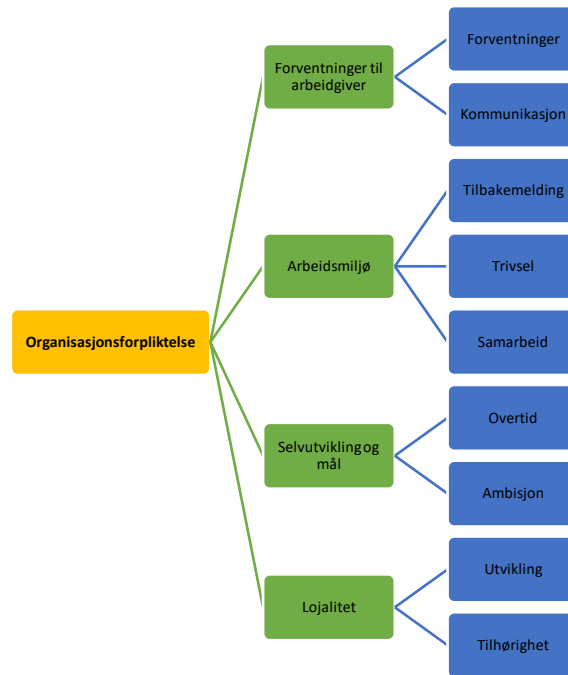 Organisasjonsforpliktelse
Forventninger til
arbeidgiver
Forventninger
Kommunikasjon
Arbeidsmiljø
Tilbakemelding
Trivsel
Samarbeid
Selvutvikling og
mål
Overtid
Ambisjon
Lojalitet
Utvikling
Tilhørighet